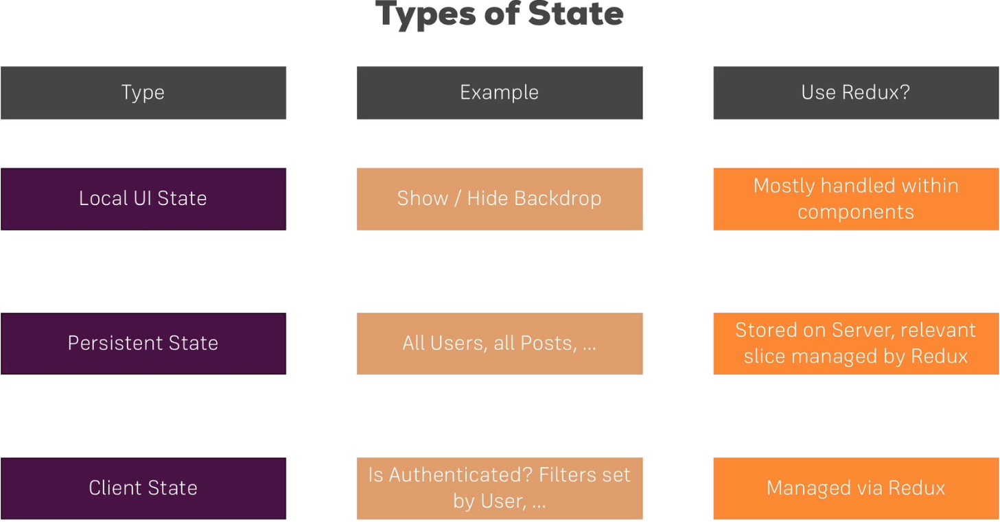 Types of State
Type
Example
Use Redux?
Local UI State
Show / Hide Backdrop
Mostly handled within
components
Persistent State
All Users, all Posts, ...
Stored on Server, relevant
slice managed by Redux
Client State
Is Authenticated? Filters set
by User, ...
Managed via Redux